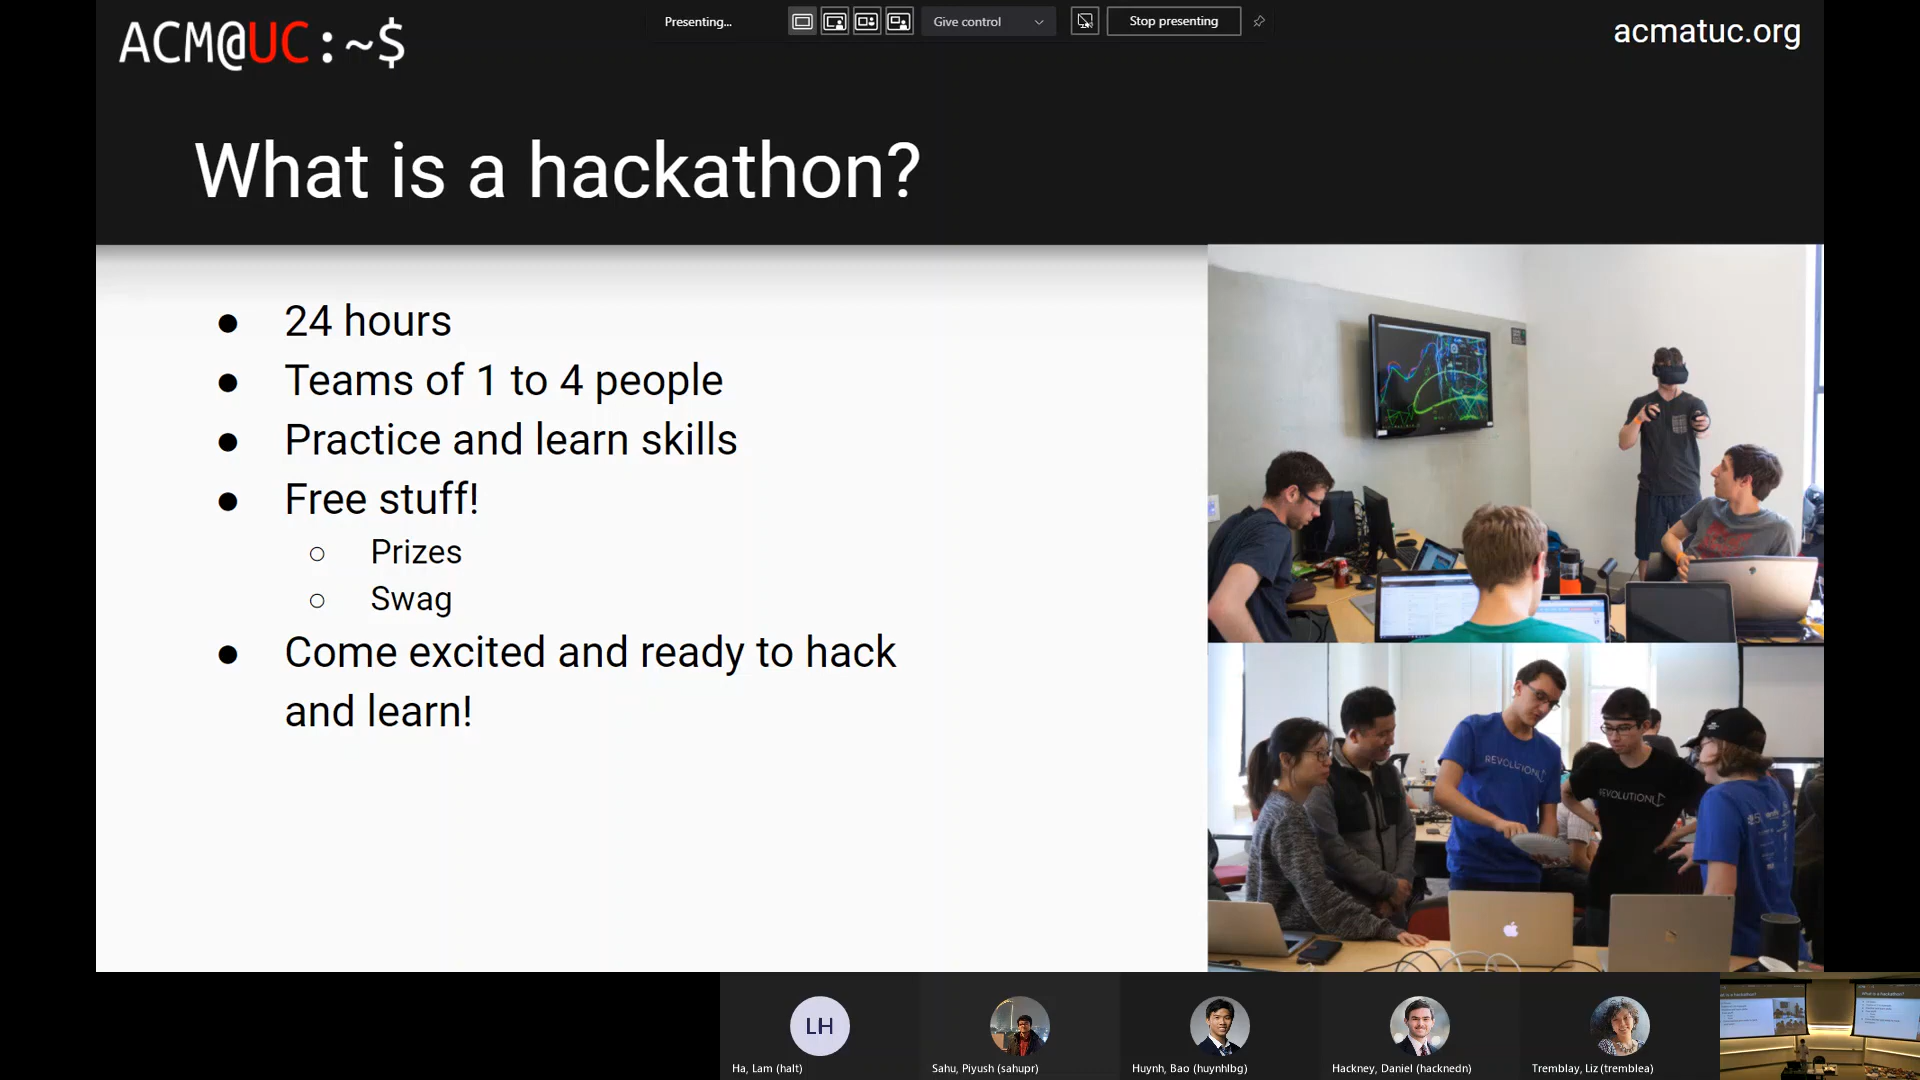 Presenting...
Give control
Stop presenting
ACM@UC:~$
acmatuc.org
What is a hackathon?
● 24 hours
● Teams of 1 to 4 people
● Practice and learn skills
● Free stuff!
○ Prizes
○ Swag
● Come excited and ready to hack
and learn!
REVOLUTION
REVOLUTION
LH
Ha, Lam (halt)
Sahu, Piyush (sahupr)
Huynh, Bao (huynhlbg)
Hackney, Daniel (hacknedn)
Tremblay, Liz (tremblea)